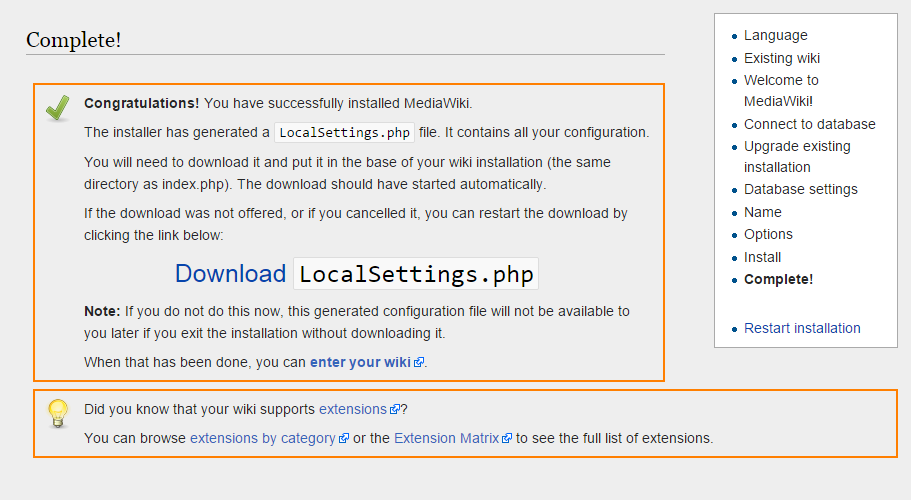 Complete!
Congratulations! You have successfully installed MediaWiki.
The installer has generated a LocalSettings.php file. It contains all your configuration.
You will need to download it and put it in the base of your wiki installation (the same
directory as index.php). The download should have started automatically.
If the download was not offered, or if you cancelled it, you can restart the download by
clicking the link below:
Download LocalSettings.php
Note: If you do not do this now, this generated configuration file will not be available to
you later if you exit the installation without downloading it.
When that has been done, you can enter your wiki.
Did you know that your wiki supports extensions?
You can browse extensions by category or the Extension Matrix to see the full list of extensions.
Language
Existing wiki
Welcome to
MediaWiki!
Connect to database
Upgrade existing
installation
Database settings
Name
Options
Install
Complete!
Restart installation